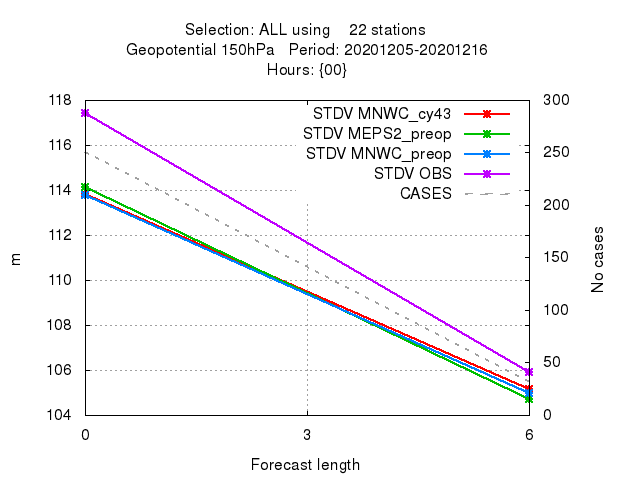 Selection: ALL using    22 stations
Geopotential 150hPa   Period: 20201205-20201216
Hours: {00}
STDV MNWC_cy43
STDV MEPS2_preop
STDV MNWC_preop
STDV OBS
CASES
118
116
114
112
110
108
106
104
m
300
250
200
150
100
50
0
No cases
0 3 6
Forecast length